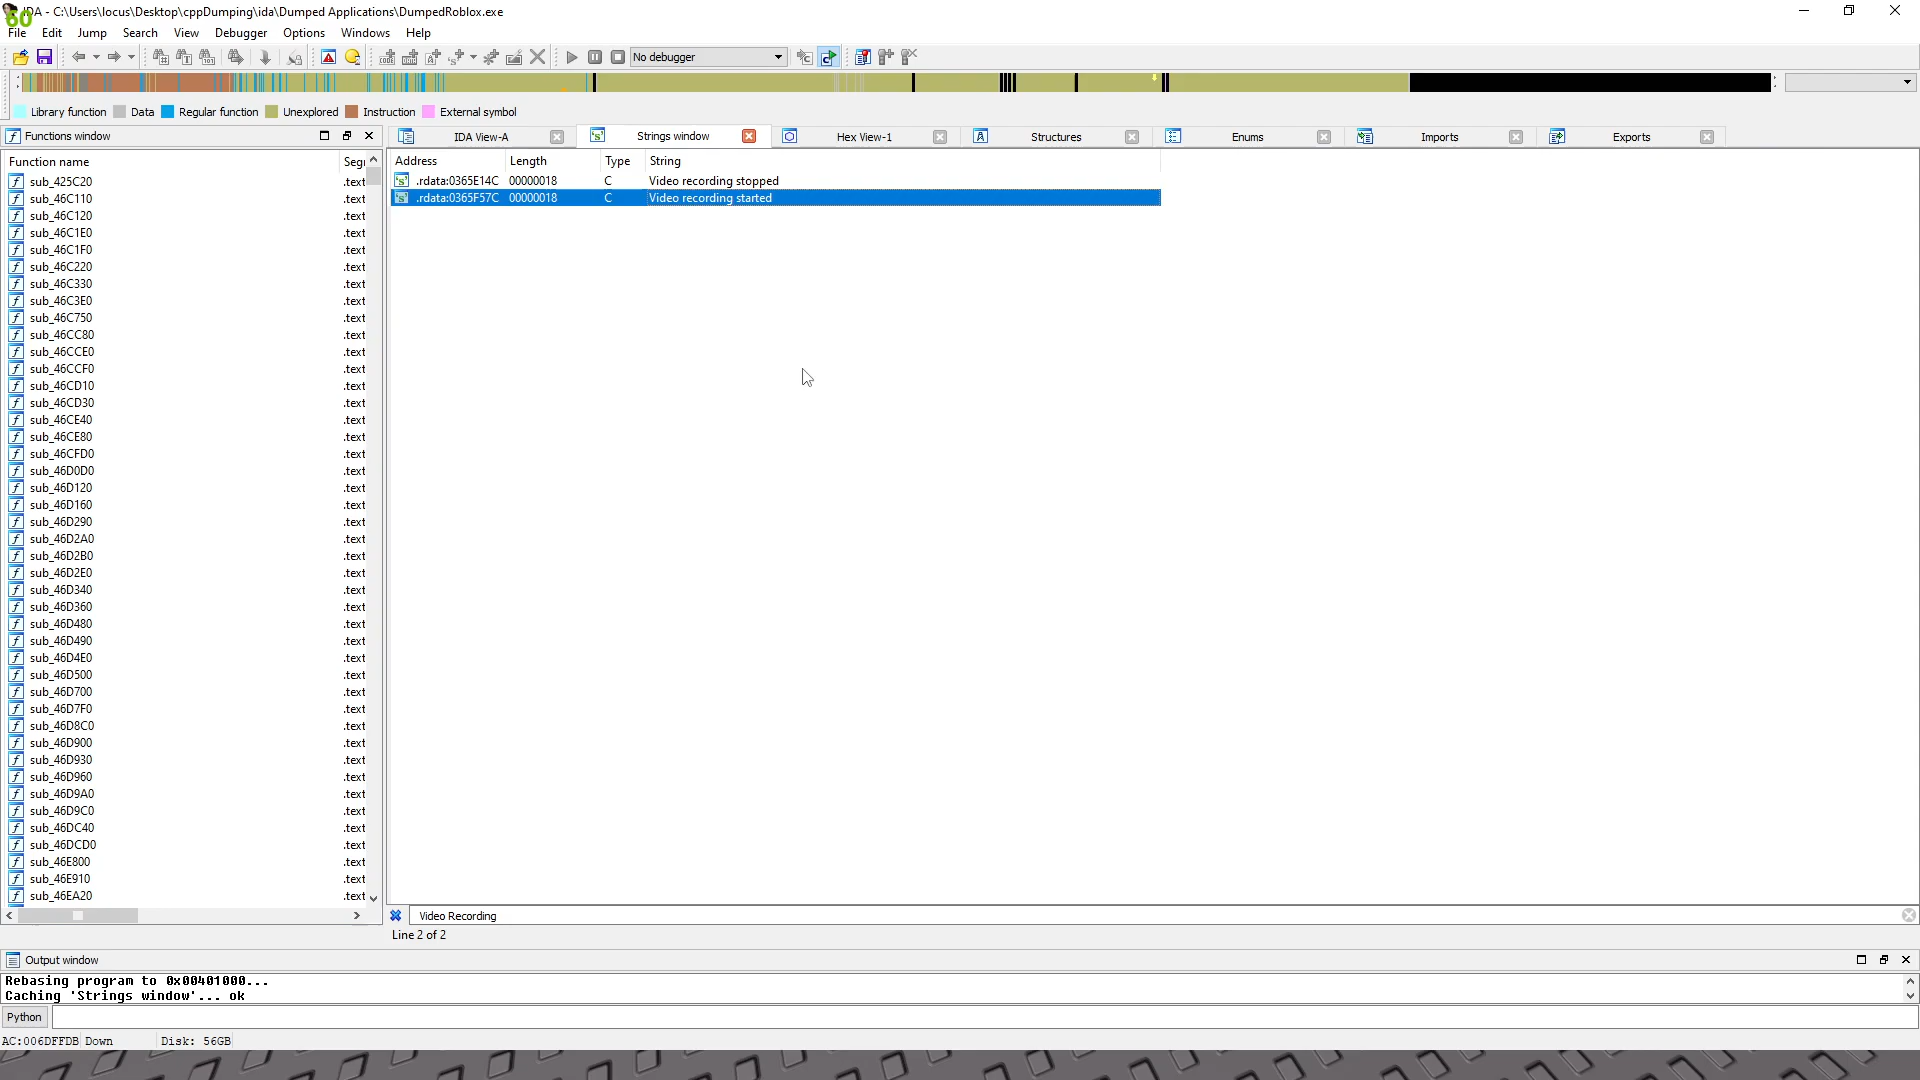 60
IDA - C:\Users\locus\Desktop\cppDumping\ida\Dumped Applications\DumpedRoblox.exe
File Edit Jump Search View Debugger Options Windows Help
No debugger
Library function Data Regular function Unexplored Instruction External symbol
Functions window
IDA View-A Strings window Hex View-1 Structures Enums Imports Exports
Function name Seg
Address Length Type String
.rdata:0365E14C 00000018 C Video recording stopped
.rdata:0365F57C 00000018 C Video recording started
sub_425C20 .text
sub_46C110 .text
sub_46C120 .text
sub_46C1E0 .text
sub_46C1F0 .text
sub_46C220 .text
sub_46C330 .text
sub_46C3E0 .text
sub_46C750 .text
sub_46CC80 .text
sub_46CCE0 .text
sub_46CCF0 .text
sub_46CD10 .text
sub_46CD30 .text
sub_46CE40 .text
sub_46CE80 .text
sub_46CFD0 .text
sub_46D0D0 .text
sub_46D120 .text
sub_46D160 .text
sub_46D290 .text
sub_46D2A0 .text
sub_46D2B0 .text
sub_46D2E0 .text
sub_46D340 .text
sub_46D360 .text
sub_46D480 .text
sub_46D490 .text
sub_46D4E0 .text
sub_46D500 .text
sub_46D700 .text
sub_46D7F0 .text
sub_46D8C0 .text
sub_46D900 .text
sub_46D930 .text
sub_46D960 .text
sub_46D9A0 .text
sub_46D9C0 .text
sub_46DC40 .text
sub_46DCD0 .text
sub_46E800 .text
sub_46E910 .text
sub_46EA20 .text
Video Recording
Line 2 of 2
Output window
Rebasing program to 0x00401000...
Caching 'Strings window'... ok
Python
AC:006DFFDB Down Disk: 56GB